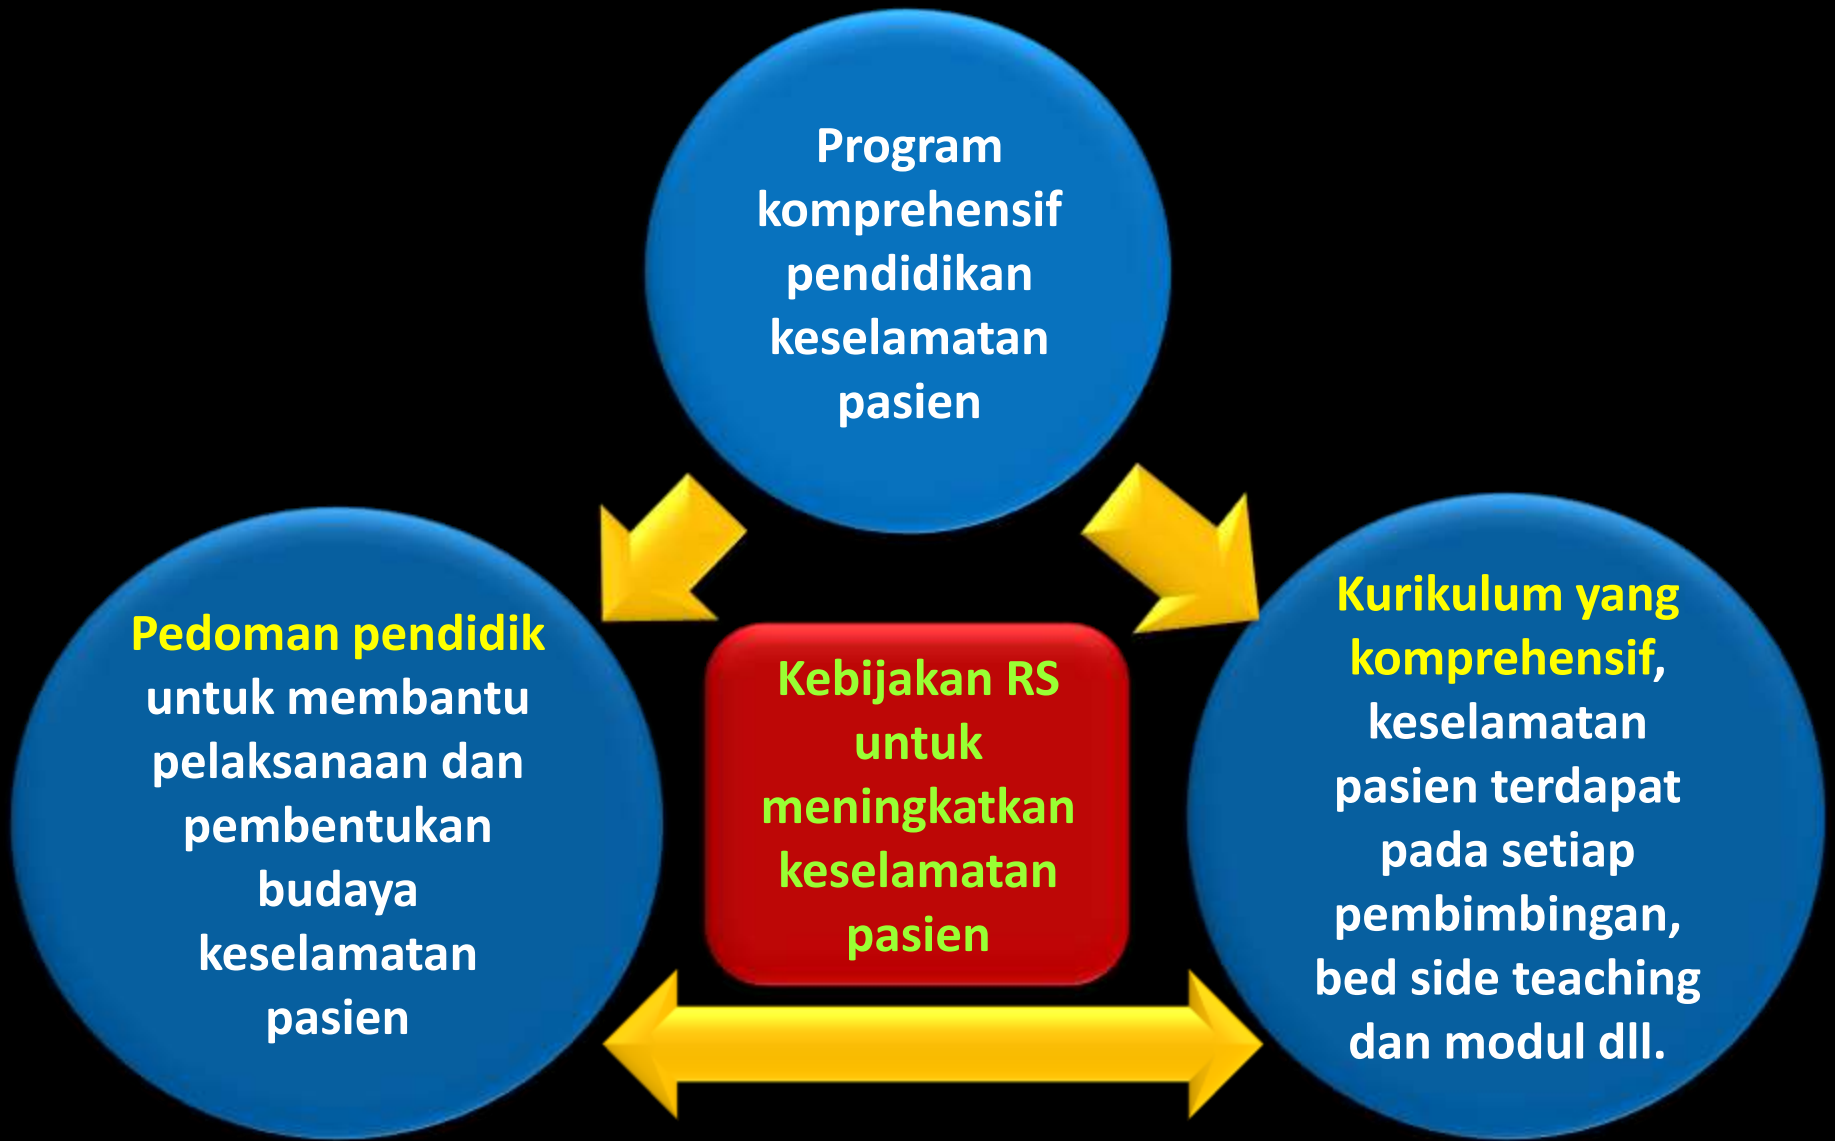 Program
komprehensif
pendidikan
keselamatan
pasien
Pedoman pendidik
untuk membantu
pelaksanaan dan
pembentukan
budaya
keselamatan
pasien
Kebijakan RS
untuk
meningkatkan
keselamatan
pasien
Kurikulum yang
komprehensif,
keselamatan
pasien terdapat
pada setiap
pembimbingan,
bed side teaching
dan modul dll.